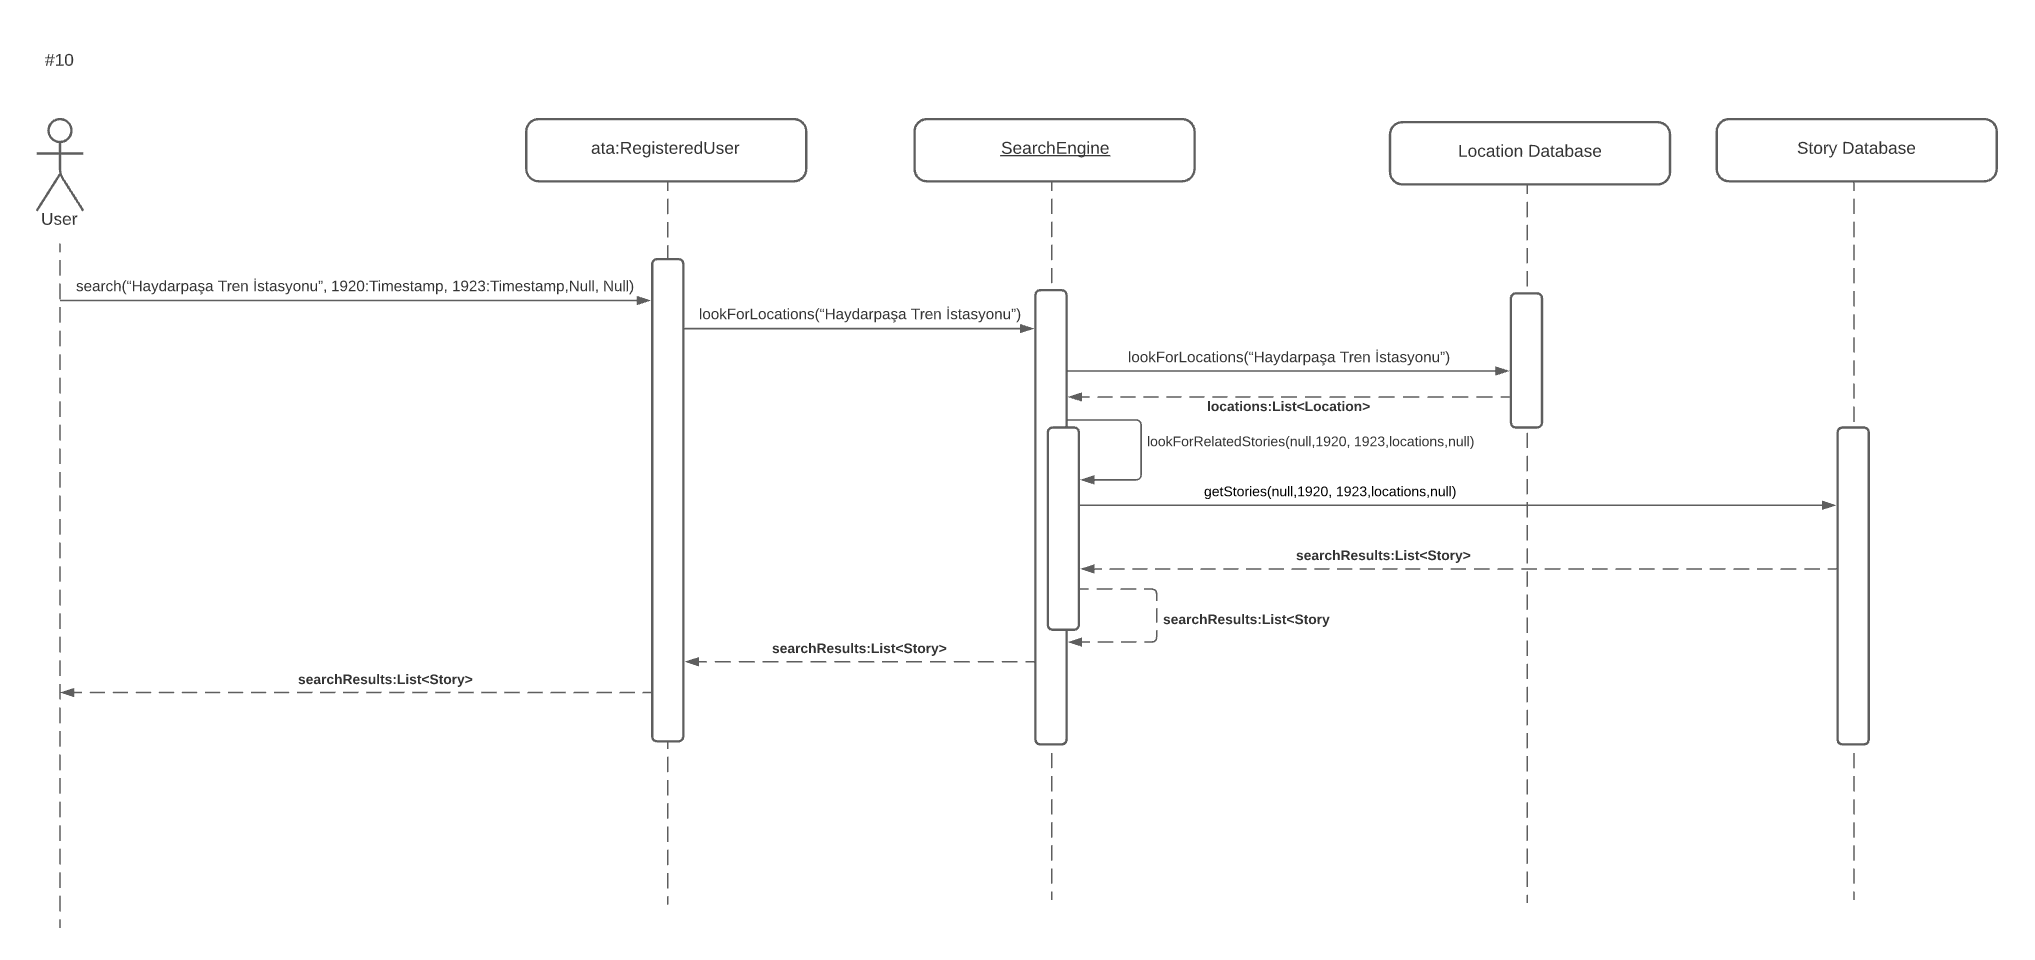 #10
ata:RegisteredUser
SearchEngine
Location Database
Story Database
User
search(“Haydarpaşa Tren İstasyonu”, 1920:Timestamp, 1923:Timestamp,Null, Null)
lookForLocations(“Haydarpaşa Tren İstasyonu”)
lookForLocations(“Haydarpaşa Tren İstasyonu”)
locations:List<Location>
lookForRelatedStories(null,1920, 1923,locations,null)
getStories(null,1920, 1923,locations,null)
searchResults:List<Story>
searchResults:List<Story
searchResults:List<Story>
searchResults:List<Story>